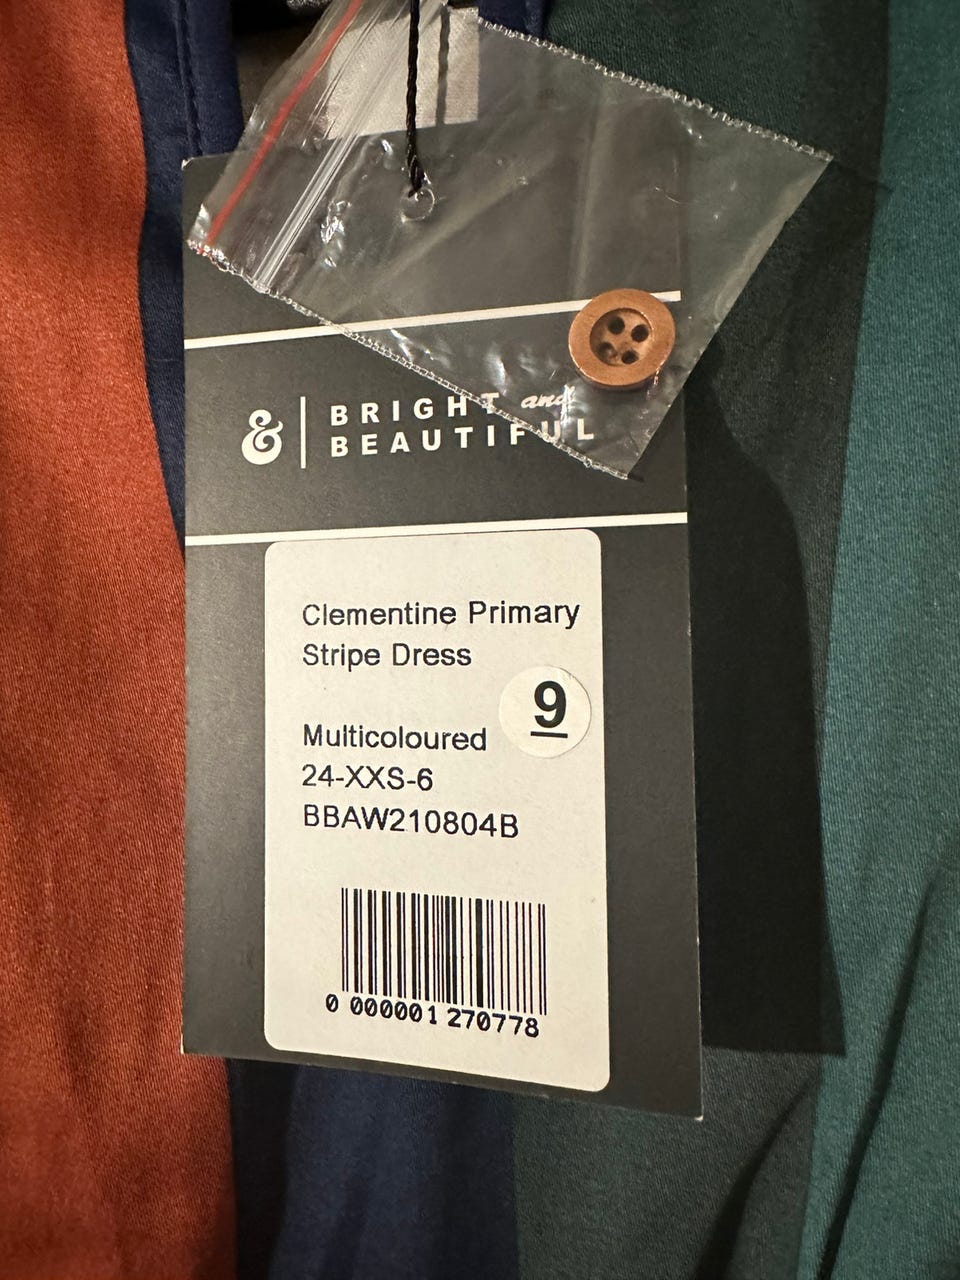 & BRIGHT and
BEAUTIFUL
Clementine Primary
Stripe Dress
9
Multicoloured
24-XXS-6
BBAW210804B
0 000001 270778